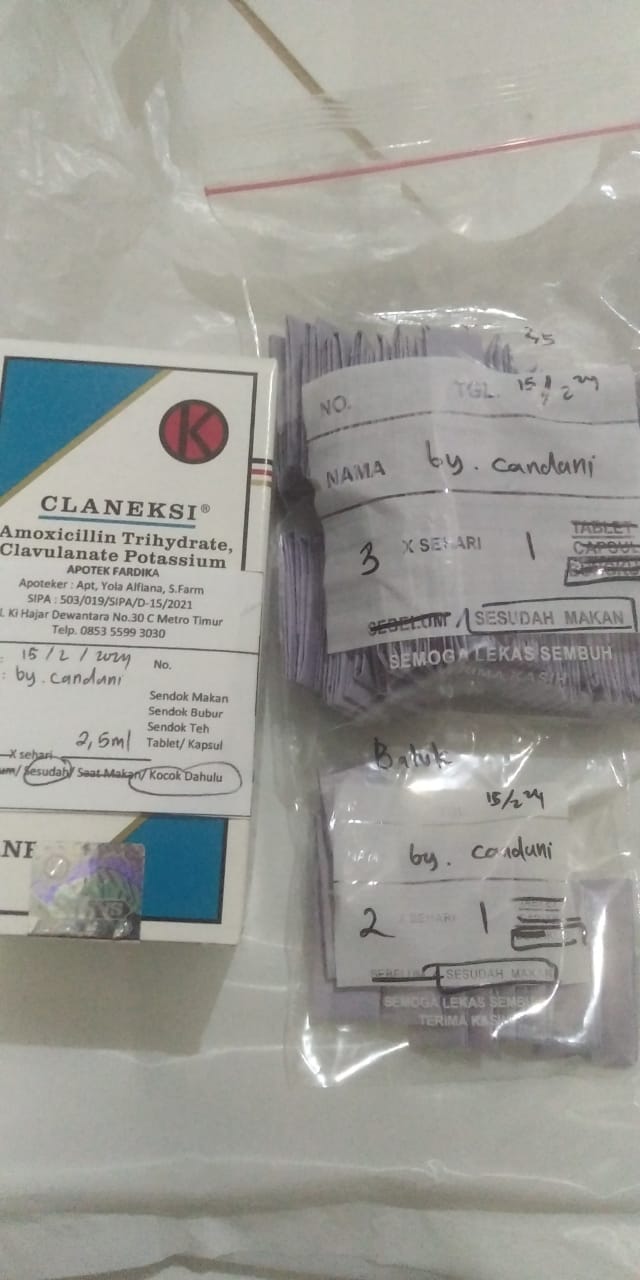 K
CLANEKSI®
Amoxicillin Trihydrate,
Clavulanate Potassium
APOTEK FARDIKA
Apoteker : Apt, Yola Alfiana, S.Farm
SIPA : 503/019/SIPA/D-15/2021
l. Ki Hajar Dewantara No.30 C Metro Timur
Telp. 0853 5599 3030
: 15/2/2024 No.
: by. candani
Sendok Makan
Sendok Bubur
Sendok Teh
X sehari 2,5ml Tablet/ Kapsul
um/ Sesudah/ Saat Makan/ Kocok Dahulu
NO. TGL. 15/2 24
NAMA by. candani
3 X SEHARI 1 TABLET
CAPSUL
SEBELUM / SESUDAH MAKAN
SEMOGA LEKAS SEMBUH
TERIMA KASIH
Batuk
15/2 24
by. candani
2 X SEHARI 1
SEBELUM SESUDAH MAKAN
SEMOGA LEKAS SEMBUH
TERIMA KASIH